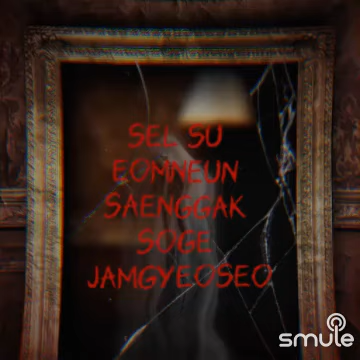 SEL SU
EOMNEUN
SAENGGAK
SOGE
JAMGYEOSEO
smule